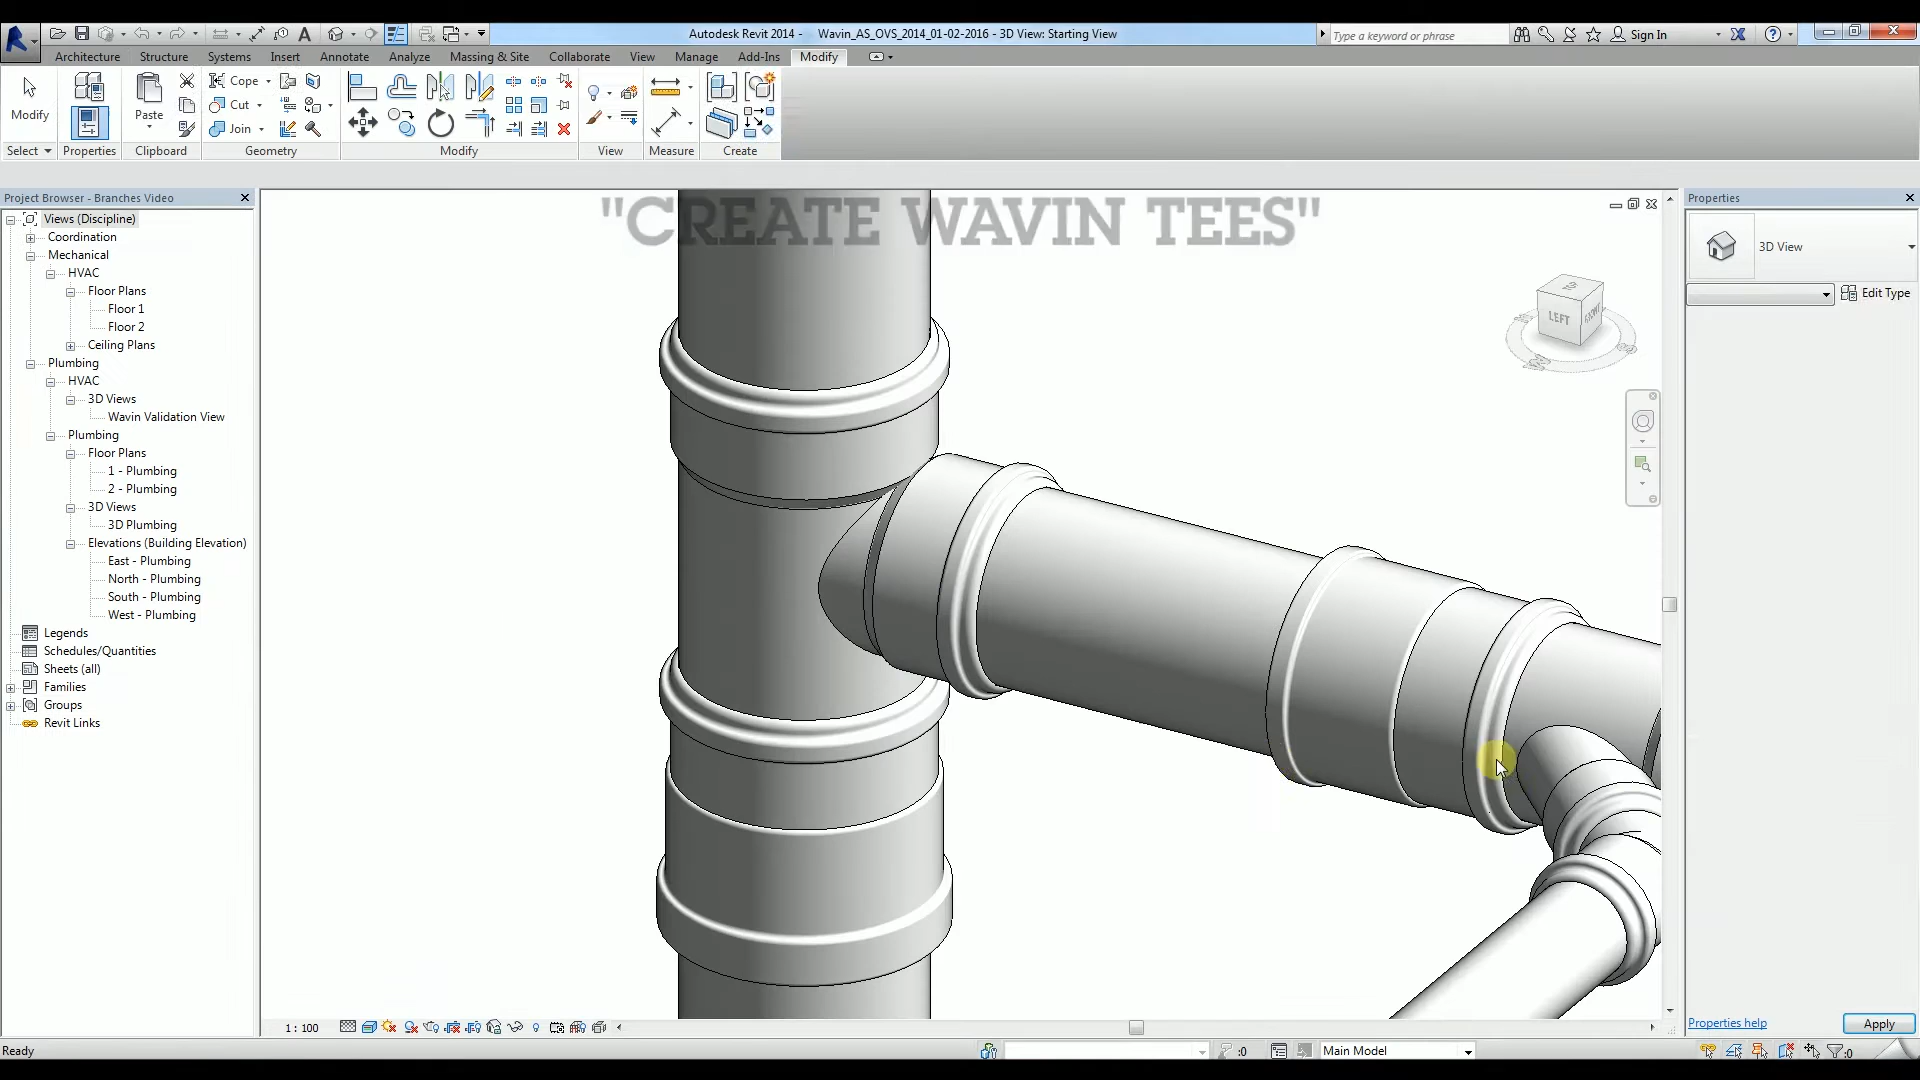 Autodesk Revit 2014 -    Wavin_AS_OVS_2014_01-02-2016 - 3D View: Starting View
Type a keyword or phrase
Sign In
Architecture Structure Systems Insert Annotate Analyze Massing & Site Collaborate View Manage Add-Ins Modify
Modify
Paste
Cope
Cut
Join
Select Properties Clipboard Geometry Modify View Measure Create
Project Browser - Branches Video
Views (Discipline)
Coordination
Mechanical
HVAC
Floor Plans
Floor 1
Floor 2
Ceiling Plans
Plumbing
HVAC
3D Views
Wavin Validation View
Plumbing
Floor Plans
1 - Plumbing
2 - Plumbing
3D Views
3D Plumbing
Elevations (Building Elevation)
East - Plumbing
North - Plumbing
South - Plumbing
West - Plumbing
Legends
Schedules/Quantities
Sheets (all)
Families
Groups
Revit Links
"CREATE WAVIN TEES"
LEFT
FRONT
Properties
3D View
Edit Type
Properties help
Apply
1 : 100
Ready
:0
Main Model
:0